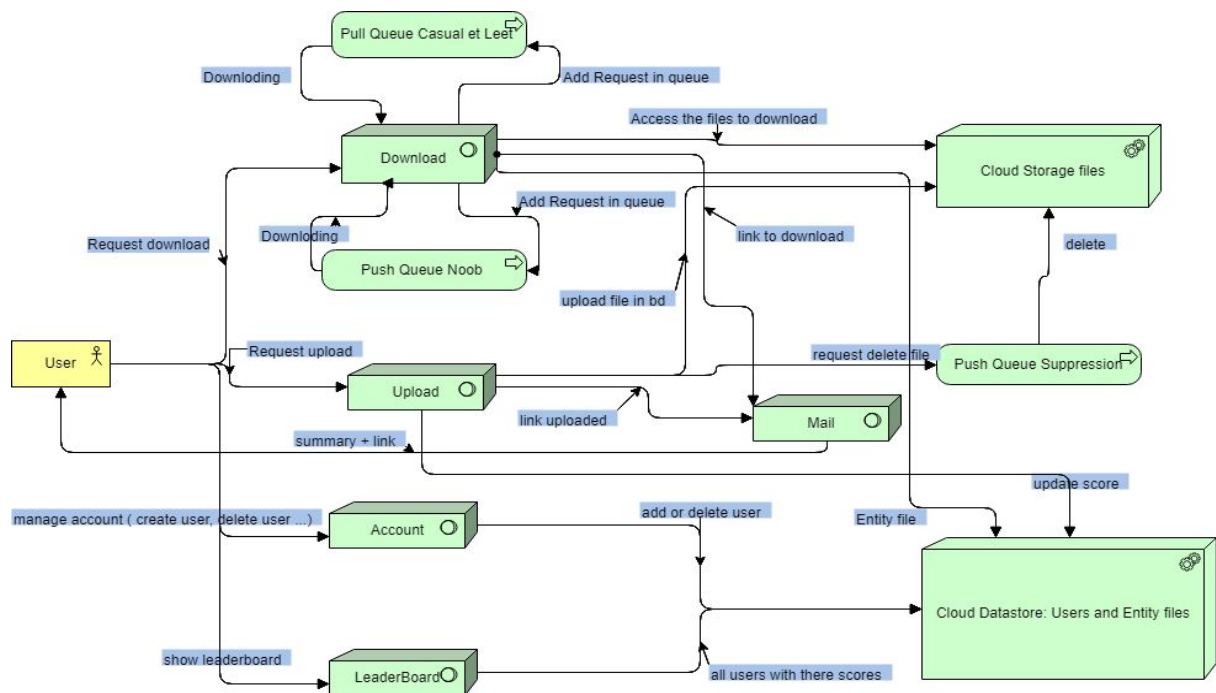 Pull Queue Casual et Leet
Downloding
Add Request in queue
Access the files to download
Download
Cloud Storage files
Add Request in queue
Request download
Downloding
link to download
delete
Push Queue Noob
upload file in bd
User
Request upload
request delete file
Push Queue Suppression
Upload
link uploaded
Mail
summary + link
update score
manage account ( create user, delete user ...)
Account
add or delete user
Entity file
Cloud Datastore: Users and Entity files
show leaderboard
LeaderBoard
all users with there scores